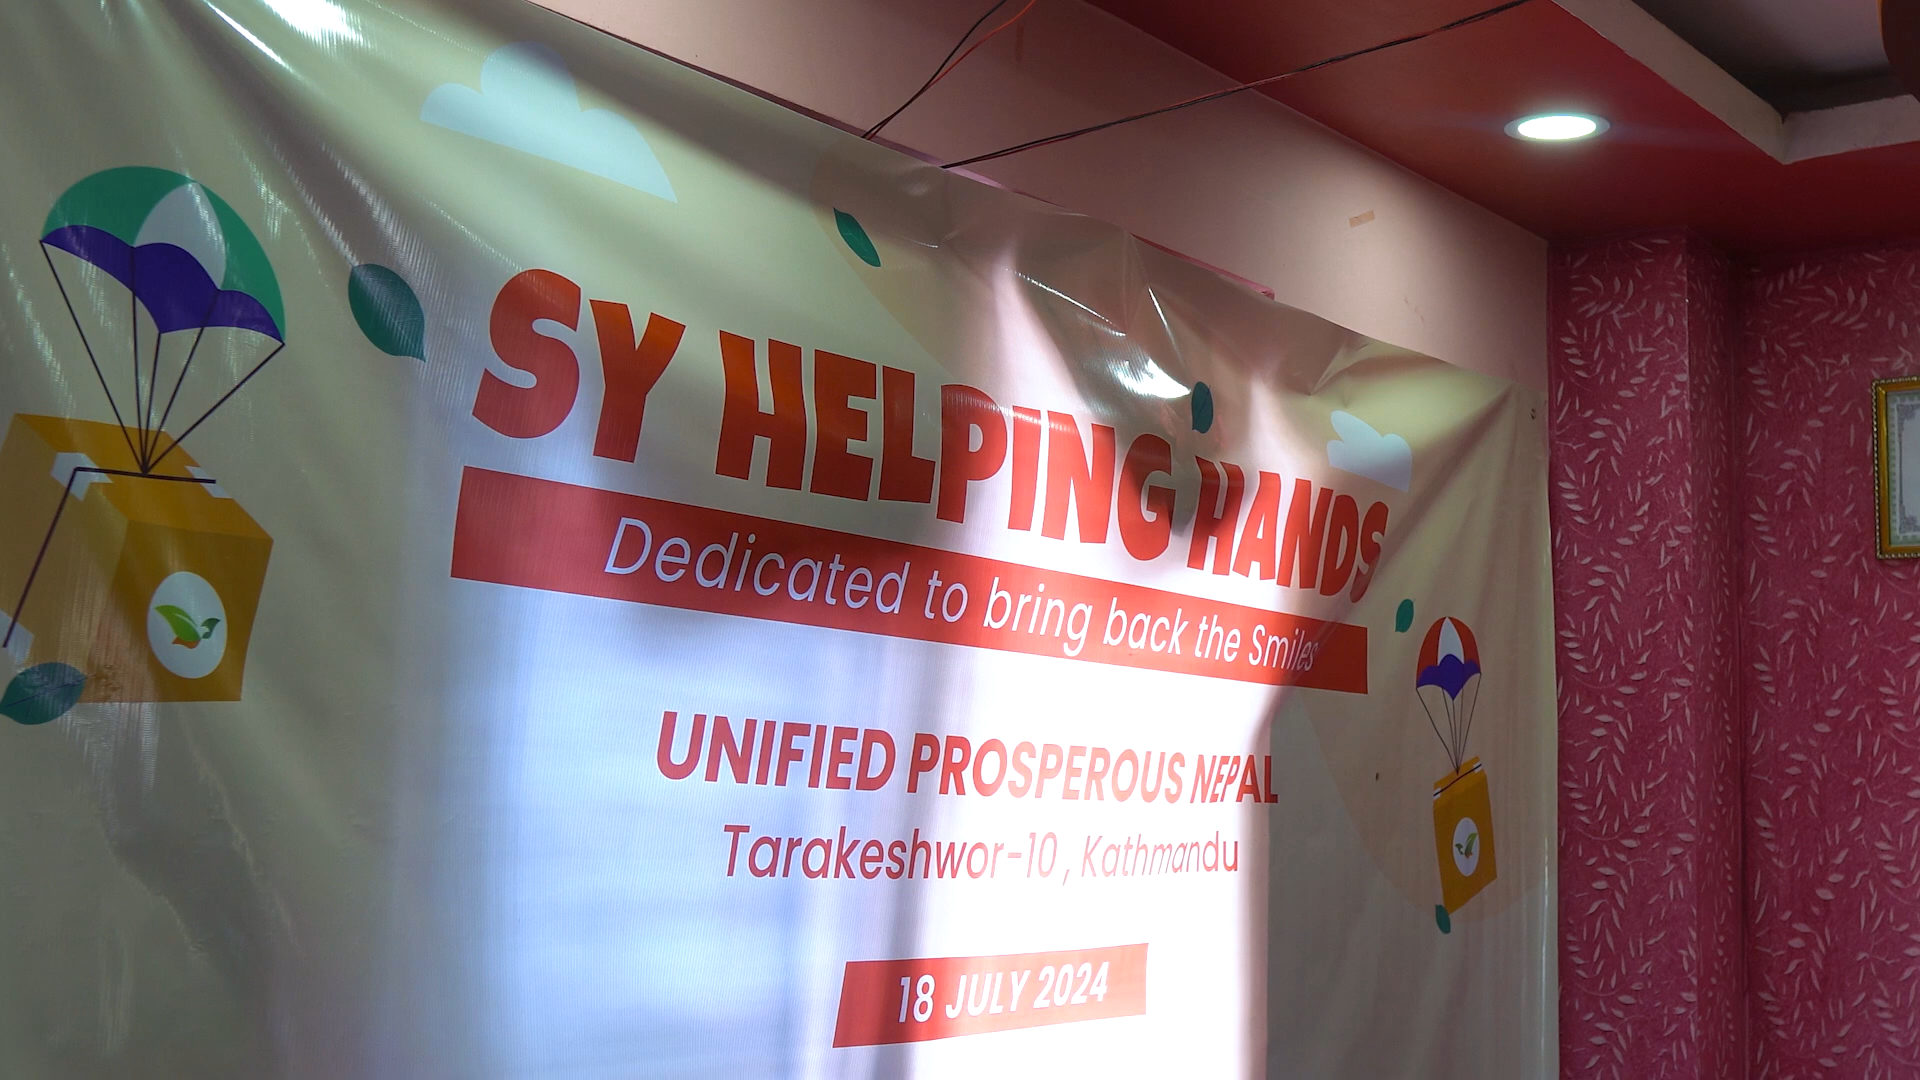 SY HELPING HANDS
Dedicated to bring back the Smiles
UNIFIED PROSPEROUS NEPAL
Tarakeshwor-10, Kathmandu
18 JULY 2024